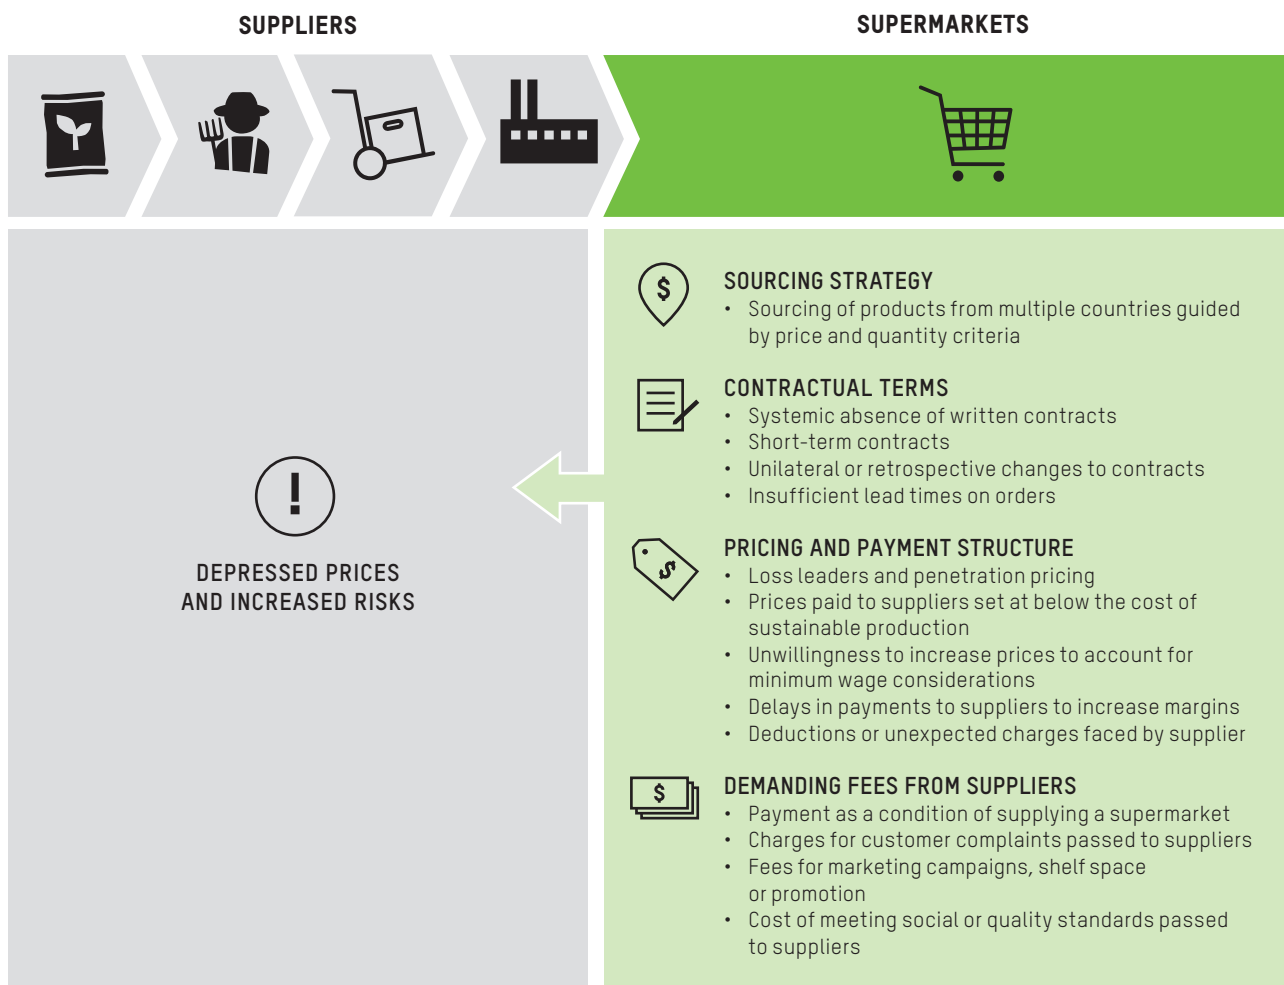 SUPPLIERS
SUPERMARKETS
SOURCING STRATEGY
• Sourcing of products from multiple countries guided
by price and quantity criteria
CONTRACTUAL TERMS
• Systemic absence of written contracts
• Short-term contracts
• Unilateral or retrospective changes to contracts
• Insufficient lead times on orders
DEPRESSED PRICES
AND INCREASED RISKS
PRICING AND PAYMENT STRUCTURE
• Loss leaders and penetration pricing
• Prices paid to suppliers set at below the cost of
sustainable production
• Unwillingness to increase prices to account for
minimum wage considerations
• Delays in payments to suppliers to increase margins
• Deductions or unexpected charges faced by supplier
DEMANDING FEES FROM SUPPLIERS
• Payment as a condition of supplying a supermarket
• Charges for customer complaints passed to suppliers
• Fees for marketing campaigns, shelf space
or promotion
• Cost of meeting social or quality standards passed
to suppliers